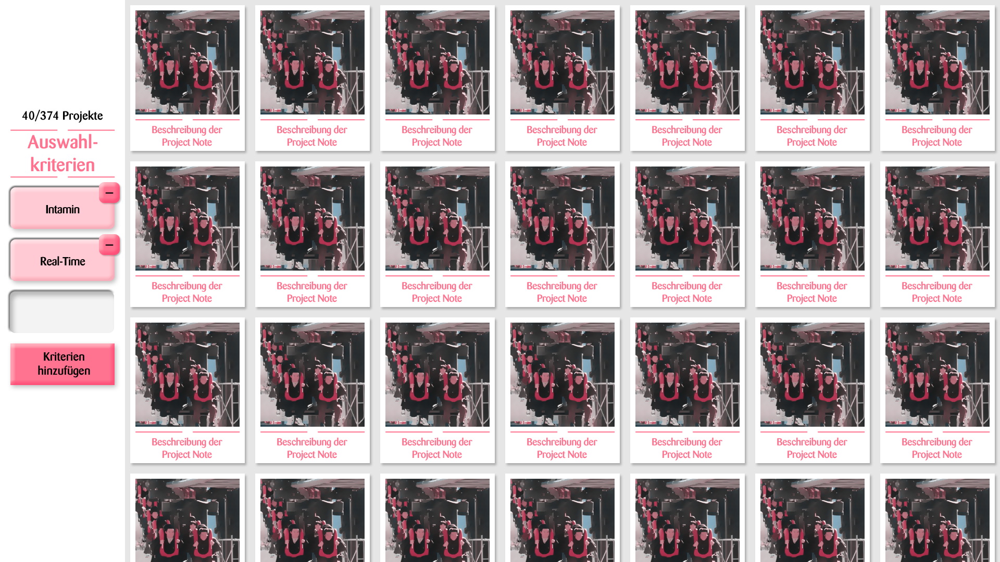 40/374 Projekte
Auswahl-
kriterien
–
Intamin
–
Real-Time
Kriterien
hinzufügen
Beschreibung der
Project Note
Beschreibung der
Project Note
Beschreibung der
Project Note
Beschreibung der
Project Note
Beschreibung der
Project Note
Beschreibung der
Project Note
Beschreibung der
Project Note
Beschreibung der
Project Note
Beschreibung der
Project Note
Beschreibung der
Project Note
Beschreibung der
Project Note
Beschreibung der
Project Note
Beschreibung der
Project Note
Beschreibung der
Project Note
Beschreibung der
Project Note
Beschreibung der
Project Note
Beschreibung der
Project Note
Beschreibung der
Project Note
Beschreibung der
Project Note
Beschreibung der
Project Note
Beschreibung der
Project Note